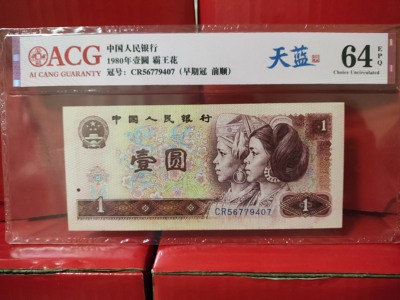 ACG
AI CANG GUARANTY
中国人民银行
1980年壹圆 霸王花
冠号：CR56779407（早期冠 前顺）
天蓝
64 EPQ
Choice Uncirculated
中国人民银行
壹圆
1
1
1
CR56779407